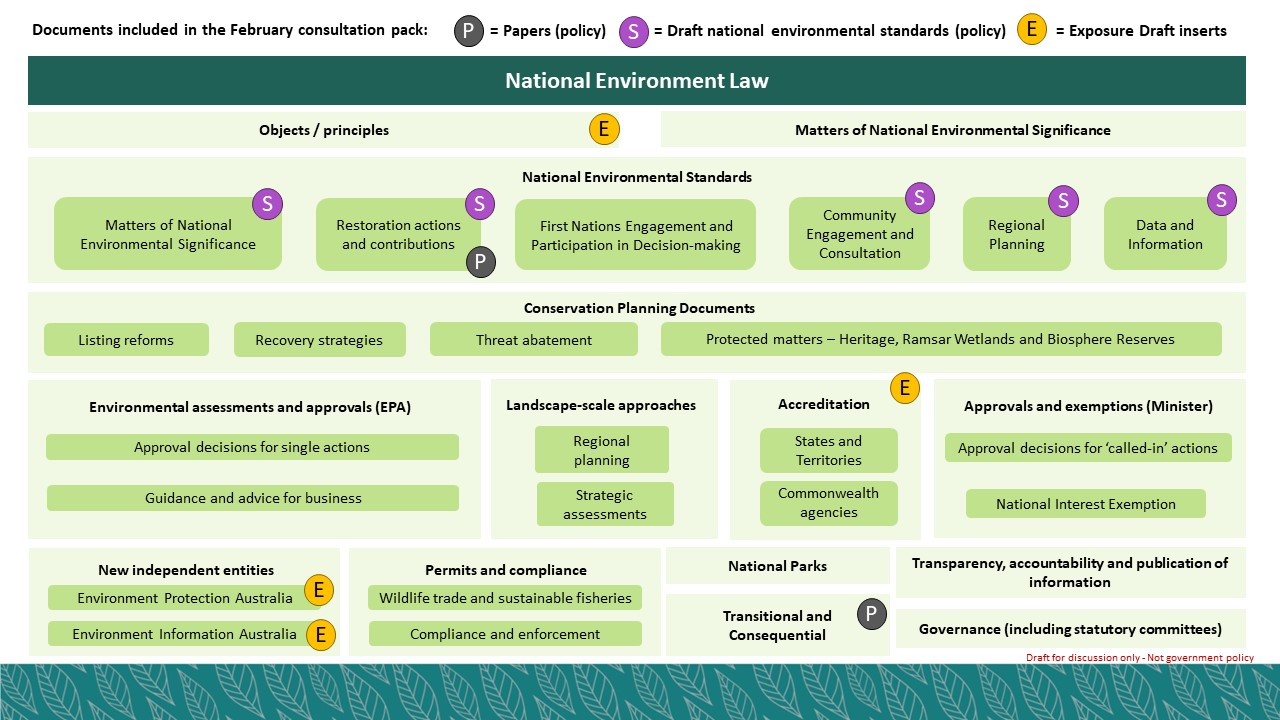 Documents included in the February consultation pack: P = Papers (policy) S = Draft national environmental standards (policy) E = Exposure Draft inserts
National Environment Law
Objects / principles E Matters of National Environmental Significance
National Environmental Standards
Matters of National
Environmental Significance
S
Restoration actions
and contributions
S
P
First Nations Engagement and
Participation in Decision-making
Community
Engagement and
Consultation
S
Regional
Planning
S
Data and
Information
S
Conservation Planning Documents
Listing reforms
Recovery strategies
Threat abatement
Protected matters – Heritage, Ramsar Wetlands and Biosphere Reserves
Environmental assessments and approvals (EPA)
Approval decisions for single actions
Guidance and advice for business
Landscape-scale approaches
Regional
planning
Strategic
assessments
Accreditation
E
States and
Territories
Commonwealth
agencies
Approvals and exemptions (Minister)
Approval decisions for ‘called-in’ actions
National Interest Exemption
New independent entities
Environment Protection Australia E
Environment Information Australia E
Permits and compliance
Wildlife trade and sustainable fisheries
Compliance and enforcement
National Parks
Transitional and
Consequential
P
Transparency, accountability and publication of
information
Governance (including statutory committees)
Draft for discussion only - Not government policy